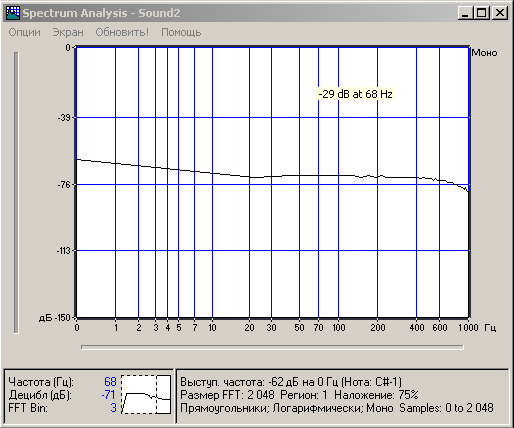 Spectrum Analysis - Sound2
Опции Экран Обновить! Помощь
0
Моно
-29 dB at 68 Hz
-39
-76
-113
дБ -150
0 1 2 3 4 5 7 10 20 30 50 70 100 200 400 600 1000 Гц
Частота (Гц): 68
Децибл (дБ): -71
FFT Bin: 3
Выступ. частота: -62 дБ на 0 Гц (Нота: C#-1)
Размер FFT: 2 048 Регион: 1 Наложение: 75%
Прямоугольники; Логарифмически; Моно Samples: 0 to 2 048